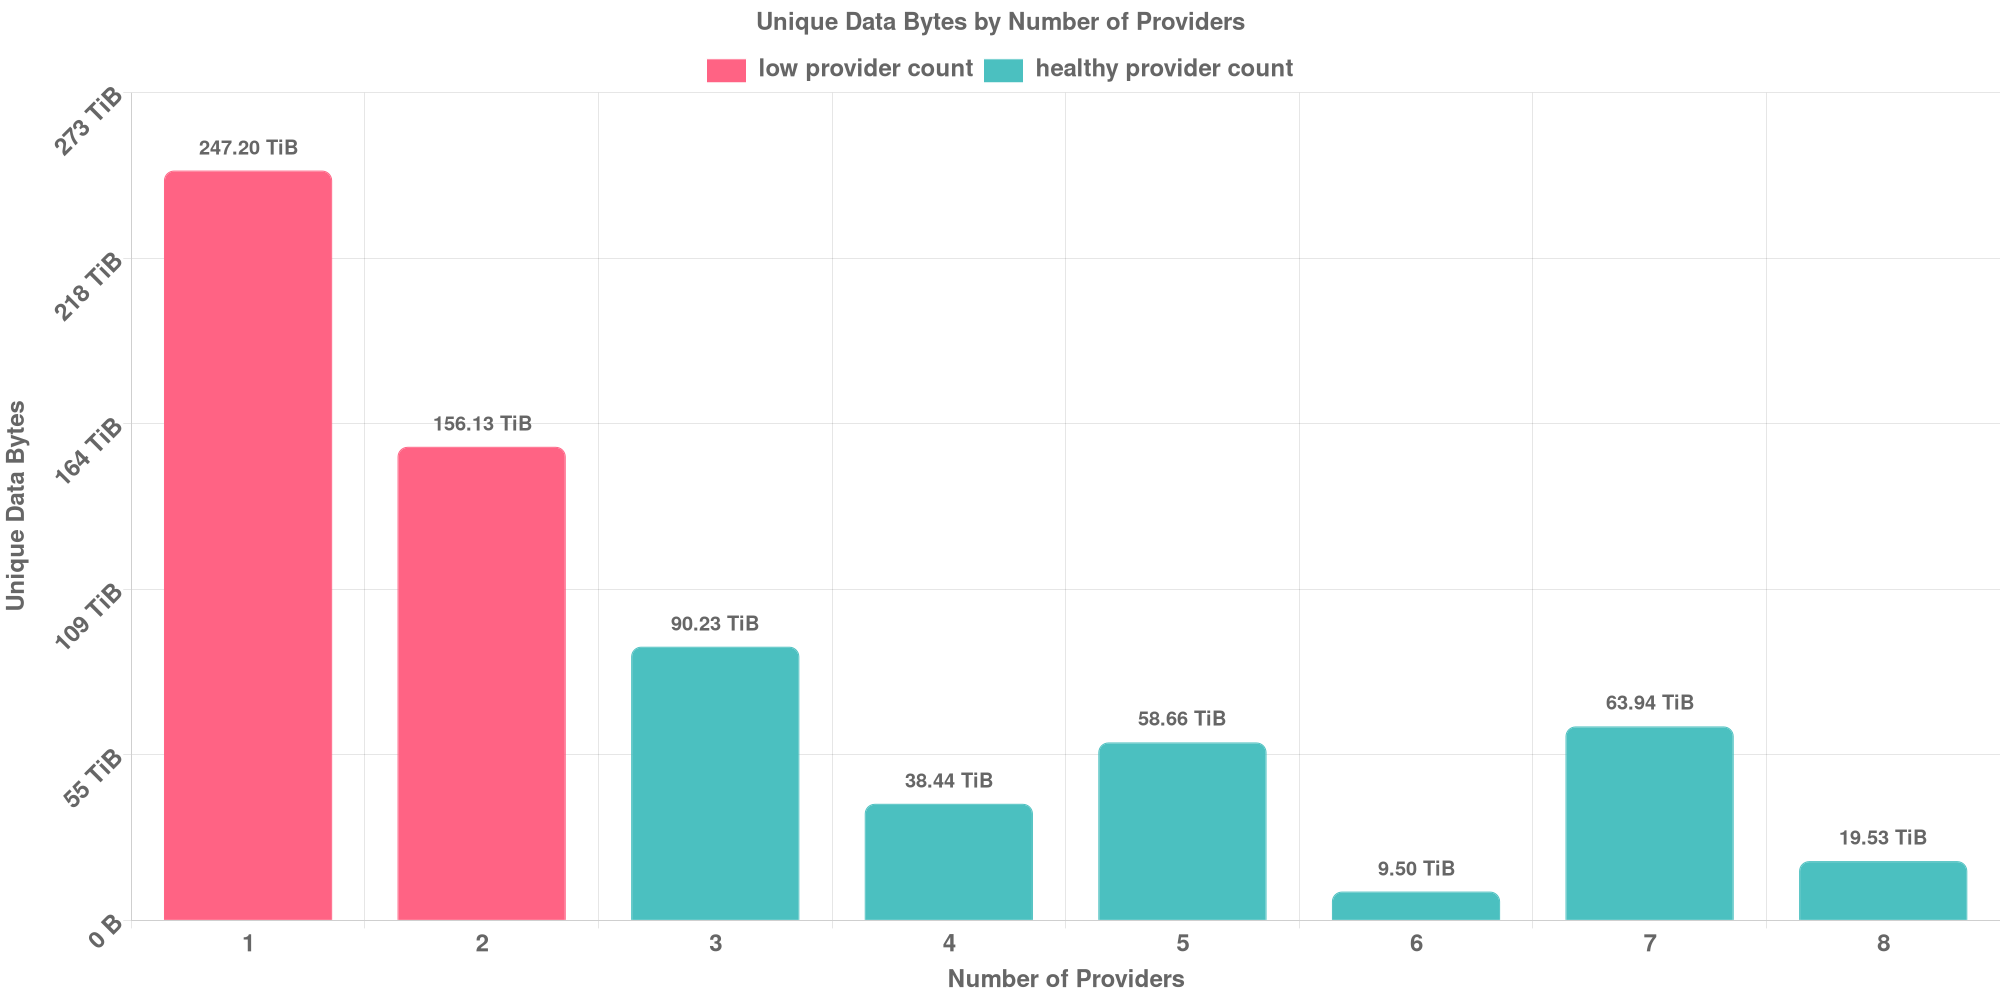 Unique Data Bytes by Number of Providers
low provider count healthy provider count
273 TiB
218 TiB
164 TiB
109 TiB
55 TiB
0 B
Unique Data Bytes
247.20 TiB
156.13 TiB
90.23 TiB
38.44 TiB
58.66 TiB
9.50 TiB
63.94 TiB
19.53 TiB
1 2 3 4 5 6 7 8
Number of Providers